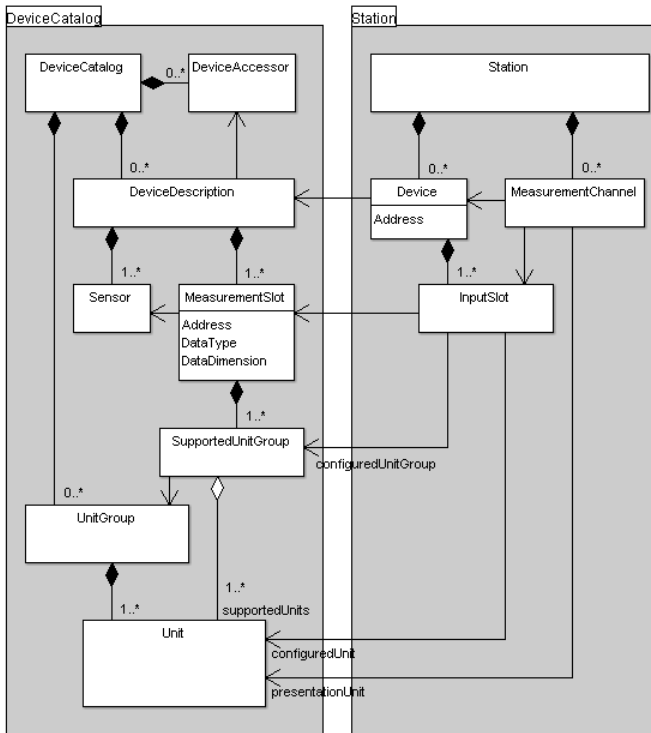 DeviceCatalog
Station
DeviceCatalog
0..*
DeviceAccessor
Station
0..*
0..*
0..*
DeviceDescription
Device
MeasurementChannel
Address
1..*
1..*
1..*
Sensor
MeasurementSlot
InputSlot
Address
DataType
DataDimension
1..*
SupportedUnitGroup
configuredUnitGroup
0..*
UnitGroup
1..*
1..*
supportedUnits
Unit
configuredUnit
presentationUnit